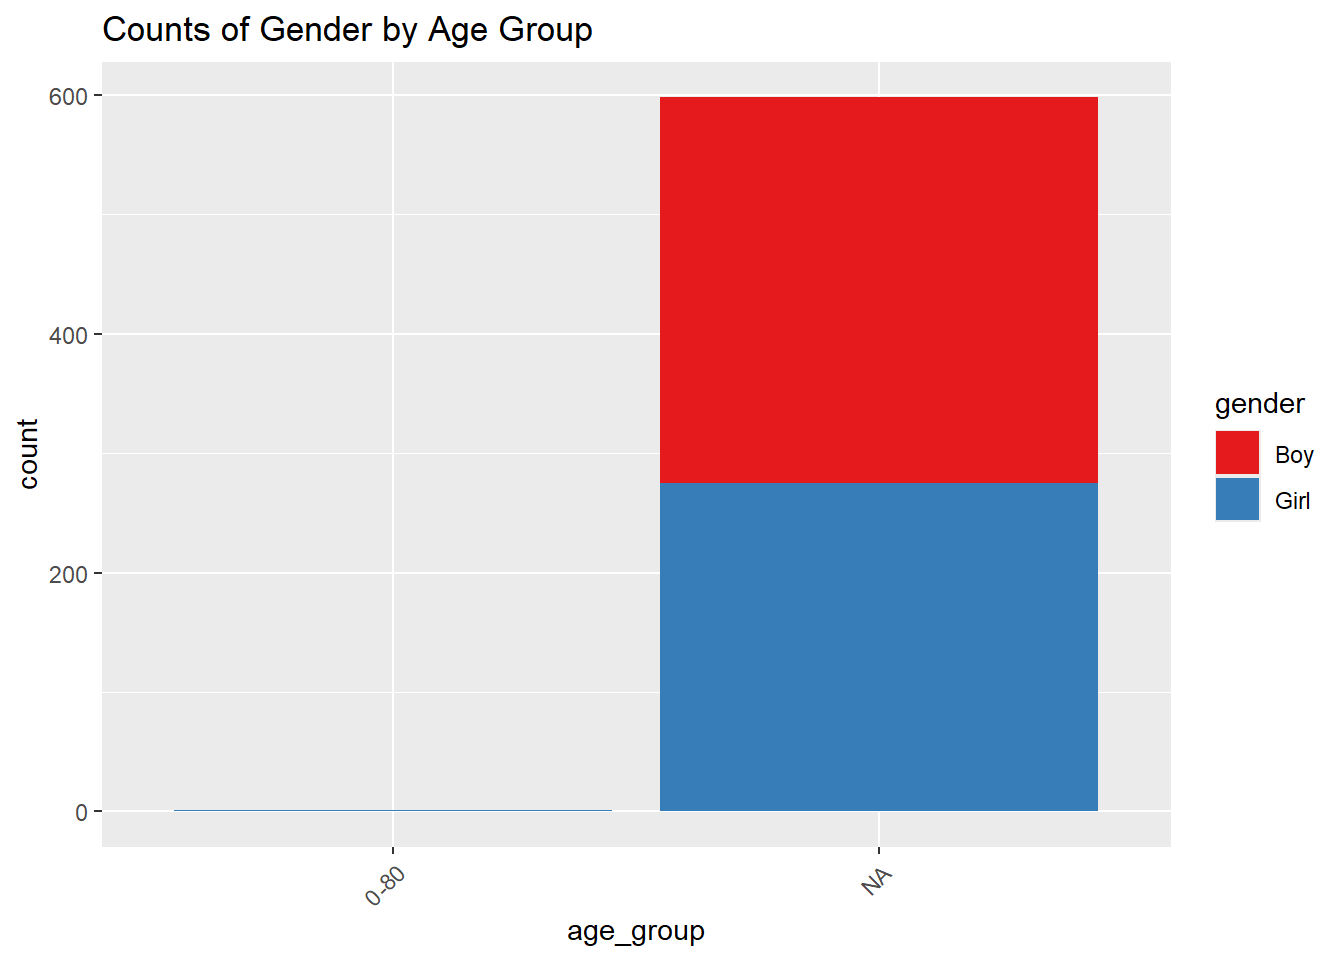 Counts of Gender by Age Group
600
400
200
0
count
0-80
NA
age_group
gender
Boy
Girl